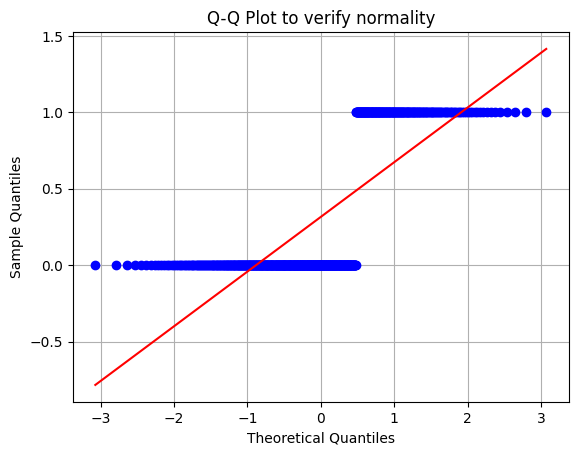 Q-Q Plot to verify normality
1.5
1.0
0.5
0.0
−0.5
Sample Quantiles
−3 −2 −1 0 1 2 3
Theoretical Quantiles